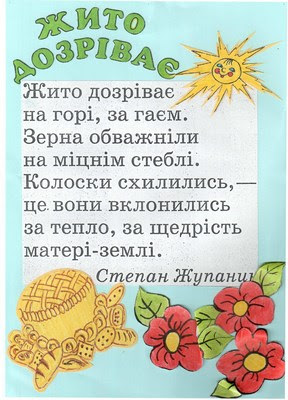 ЖИТО
ДОЗРІВАЄ
Жито дозріває
на горі, за гаєм.
Зерна обважніли
на міцнім стеблі.
Колоски схилились,—
це вони вклонились
за тепло, за щедрість
матері-землі.
Степан